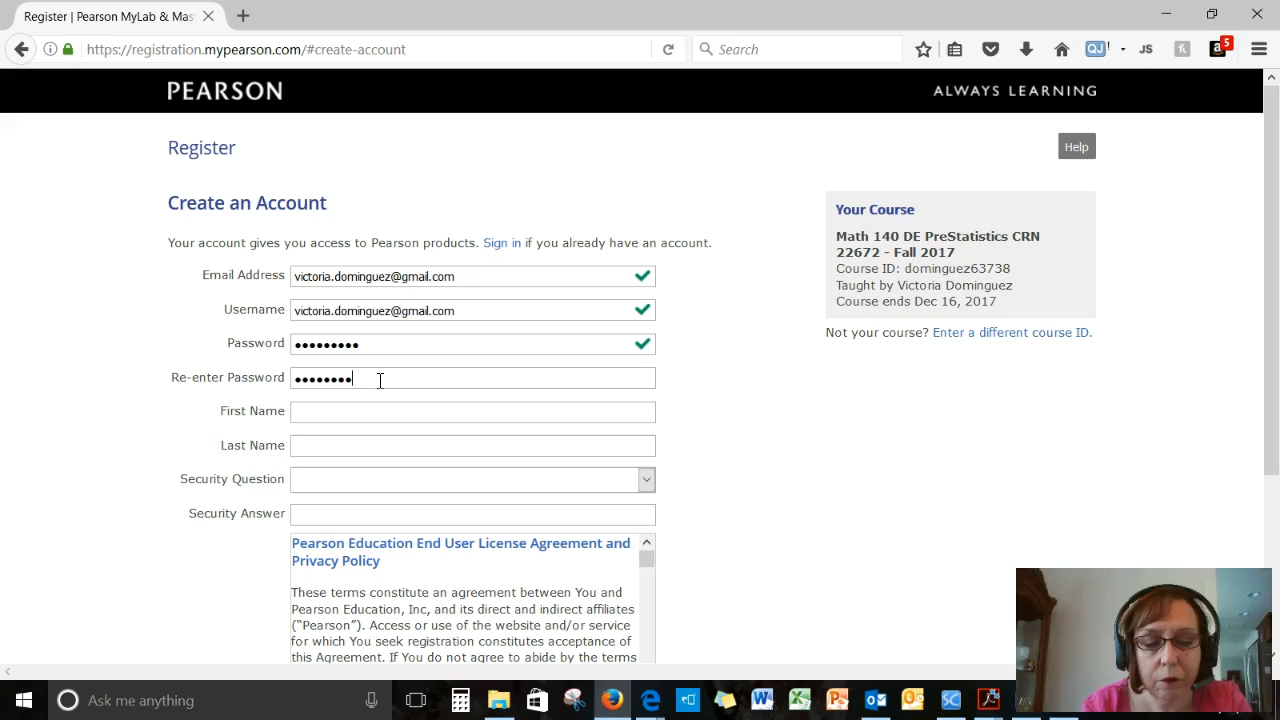 Register | Pearson MyLab & Mas
https://registration.mypearson.com/#create-account
Search
QJ
!
JS
5
PEARSON
ALWAYS LEARNING
Register
Help
Create an Account
Your account gives you access to Pearson products. Sign in if you already have an account.
Email Address victoria.dominguez@gmail.com
Username victoria.dominguez@gmail.com
Password •••••••••
Re-enter Password ••••••••
First Name
Last Name
Security Question
Security Answer
Pearson Education End User License Agreement and
Privacy Policy
These terms constitute an agreement between You and
Pearson Education, Inc, and its direct and indirect affiliates
(“Pearson”). Access or use of the website and/or service
for which You seek registration constitutes acceptance of
this Agreement. If You do not agree to abide by the terms
Your Course
Math 140 DE PreStatistics CRN
22672 - Fall 2017
Course ID: dominguez63738
Taught by Victoria Dominguez
Course ends Dec 16, 2017
Not your course? Enter a different course ID.
Ask me anything